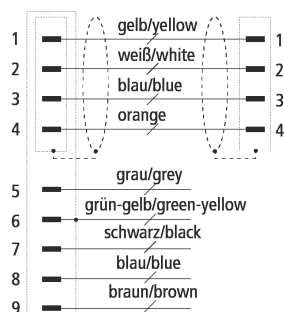 gelb/yellow
1 1
weiß/white
2 2
blau/blue
3 3
orange
4 4
grau/grey
5
grün-gelb/green-yellow
6
schwarz/black
7
blau/blue
8
braun/brown
9